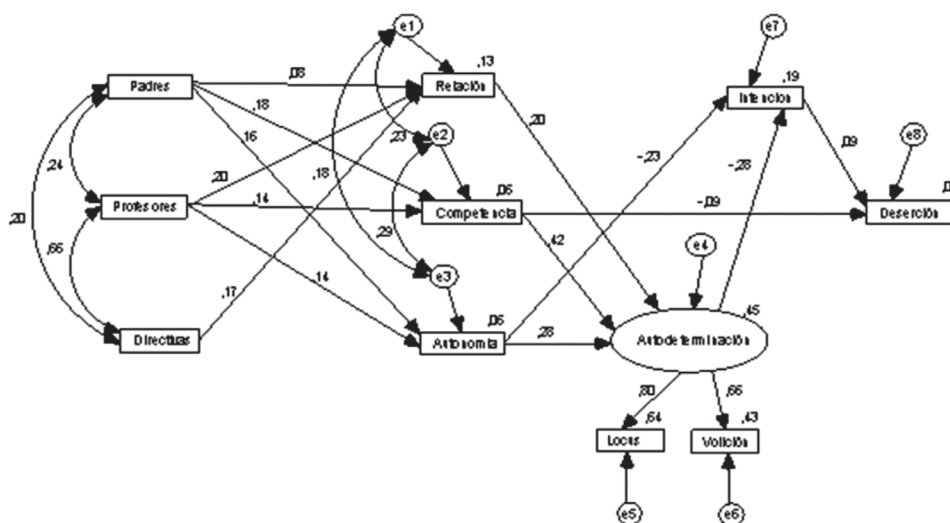 e1
e7
,13
,19
Padres
,08
Relación
Intención
,18
,20
,23
e2
,09
e8
,16
-,23
-,28
,24
,18
,06
Profesores
,20
,14
Competencia
-,09
Deserción
,20
,29
,42
e4
,66
e3
,14
,17
,06
,45
Directivas
Autonomía
,28
Autodeterminación
,80
,66
,64
,43
Locus
Volición
e5
e6